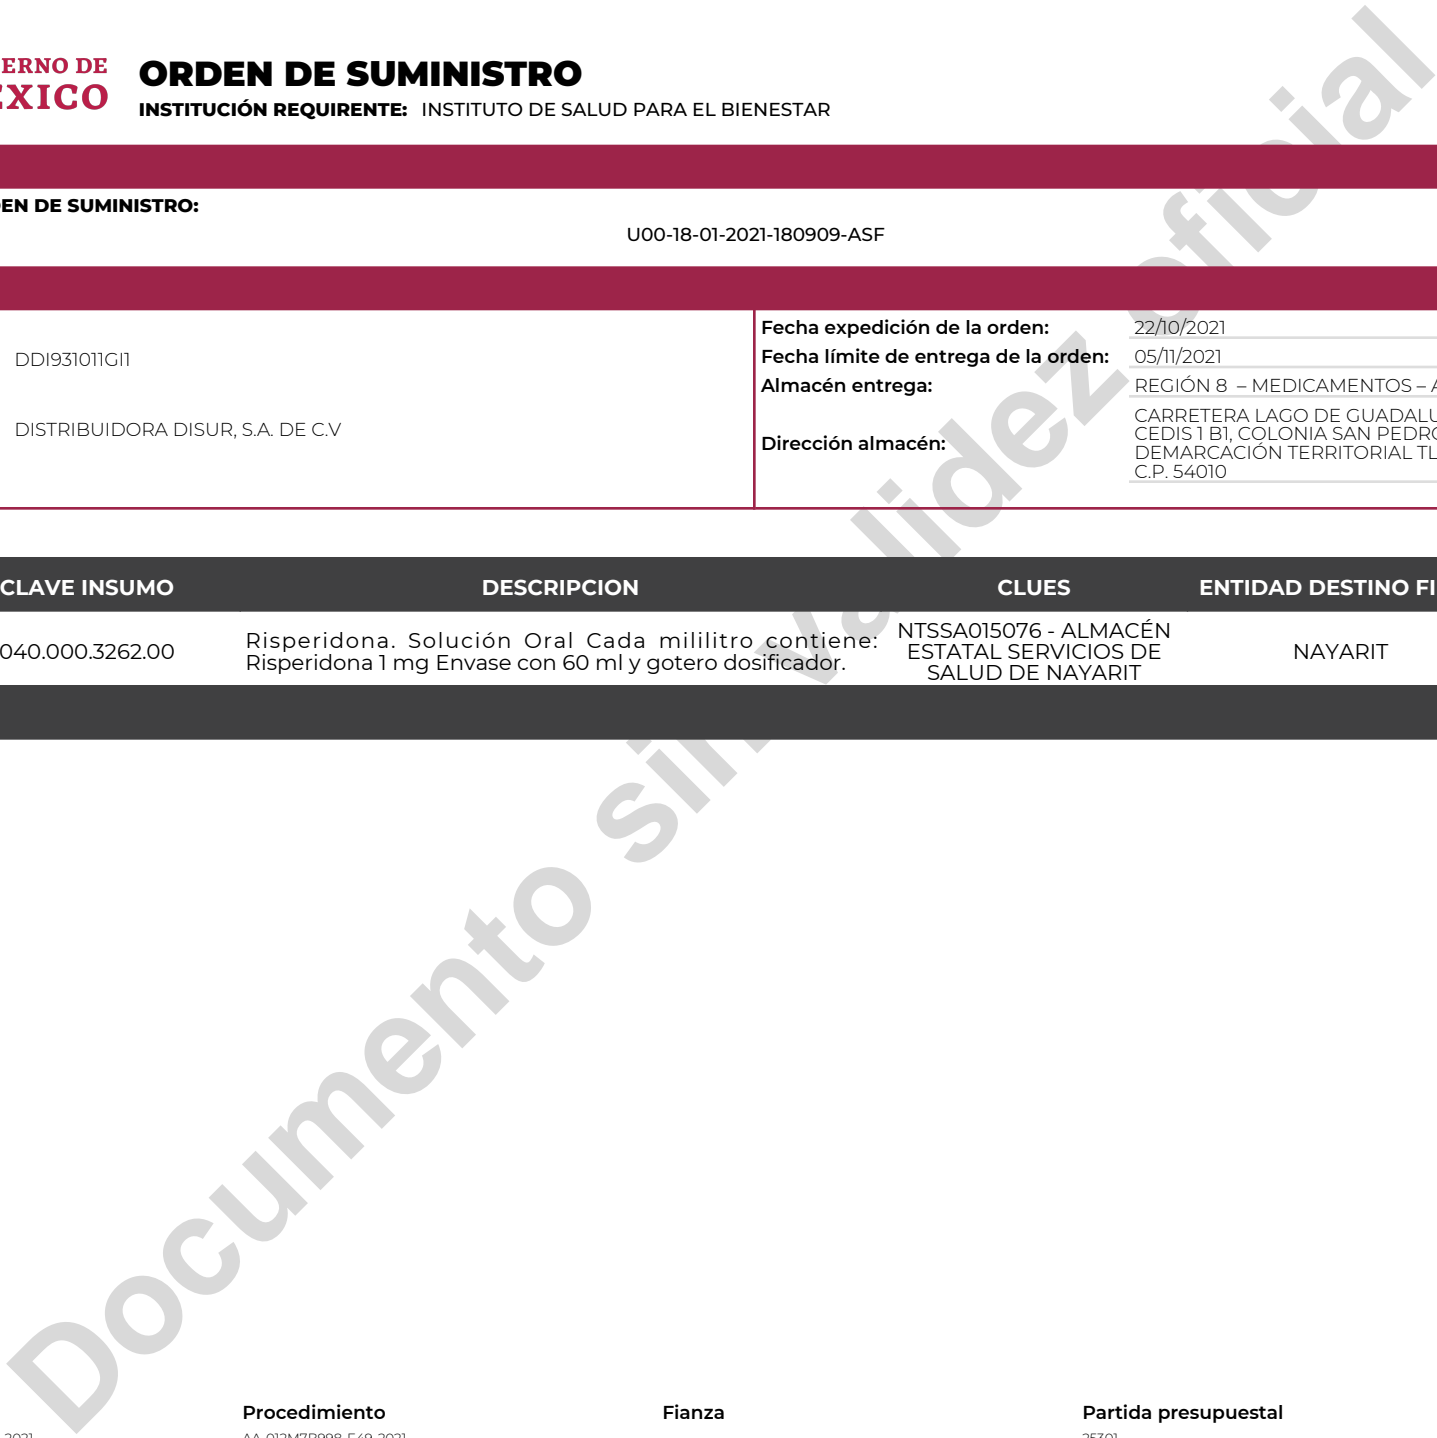 ERNO DE
ÉXICO
ORDEN DE SUMINISTRO
INSTITUCIÓN REQUIRENTE: INSTITUTO DE SALUD PARA EL BIENESTAR
EN DE SUMINISTRO:
U00-18-01-2021-180909-ASF
DDI931011GI1
DISTRIBUIDORA DISUR, S.A. DE C.V
Fecha expedición de la orden: 22/10/2021
Fecha límite de entrega de la orden: 05/11/2021
Almacén entrega: REGIÓN 8 – MEDICAMENTOS – A
Dirección almacén:
CARRETERA LAGO DE GUADALU
CEDIS 1 B1, COLONIA SAN PEDRO
DEMARCACIÓN TERRITORIAL TL
C.P. 54010
CLAVE INSUMO DESCRIPCION CLUES ENTIDAD DESTINO FI
040.000.3262.00
Risperidona. Solución Oral Cada mililitro contiene:
Risperidona 1 mg Envase con 60 ml y gotero dosificador.
NTSSA015076 - ALMACÉN
ESTATAL SERVICIOS DE
SALUD DE NAYARIT
NAYARIT
Documento sin validez oficial
Procedimiento Fianza Partida presupuestal